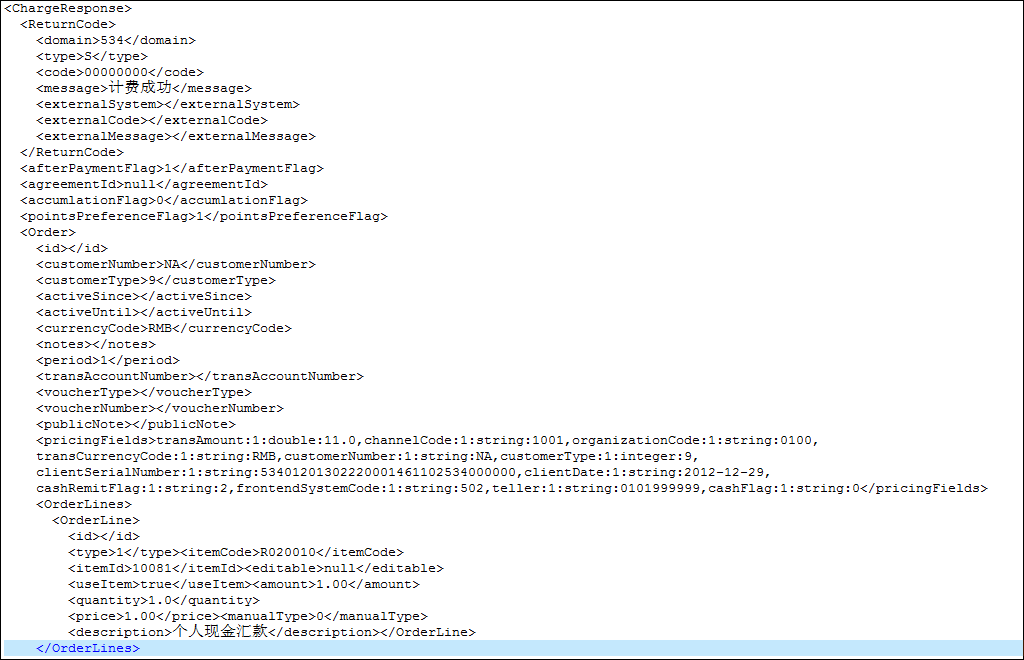 <ChargeResponse>
<ReturnCode>
<domain>534</domain>
<type>S</type>
<code>00000000</code>
<message>计费成功</message>
<externalSystem></externalSystem>
<externalCode></externalCode>
<externalMessage></externalMessage>
</ReturnCode>
<afterPaymentFlag>1</afterPaymentFlag>
<agreementId>null</agreementId>
<accumlationFlag>0</accumlationFlag>
<pointsPreferenceFlag>1</pointsPreferenceFlag>
<Order>
<id></id>
<customerNumber>NA</customerNumber>
<customerType>9</customerType>
<activeSince></activeSince>
<activeUntil></activeUntil>
<currencyCode>RMB</currencyCode>
<notes></notes>
<period>1</period>
<transAccountNumber></transAccountNumber>
<voucherType></voucherType>
<voucherNumber></voucherNumber>
<publicNote></publicNote>
<pricingFields>transAmount:1:double:11.0,channelCode:1:string:1001,organizationCode:1:string:0100,
transCurrencyCode:1:string:RMB,customerNumber:1:string:NA,customerType:1:integer:9,
clientSerialNumber:1:string:53401201302220001461102534000000,clientDate:1:string:2012-12-29,
cashRemitFlag:1:string:2,frontendSystemCode:1:string:502,teller:1:string:0101999999,cashFlag:1:string:0</pricingFields>
<OrderLines>
<OrderLine>
<id></id>
<type>1</type><itemCode>R020010</itemCode>
<itemId>10081</itemId><editable>null</editable>
<useItem>true</useItem><amount>1.00</amount>
<quantity>1.0</quantity>
<price>1.00</price><manualType>0</manualType>
<description>个人现金汇款</description></OrderLine>
</OrderLines>